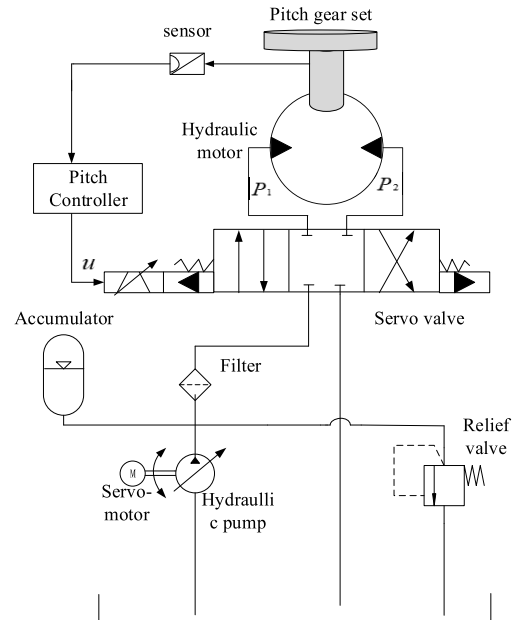 Pitch gear set
sensor
Hydraulic
motor
P1
P2
Pitch
Controller
u
Servo valve
Accumulator
Filter
Relief
valve
M
Servo-
motor
Hydraulli
c pump